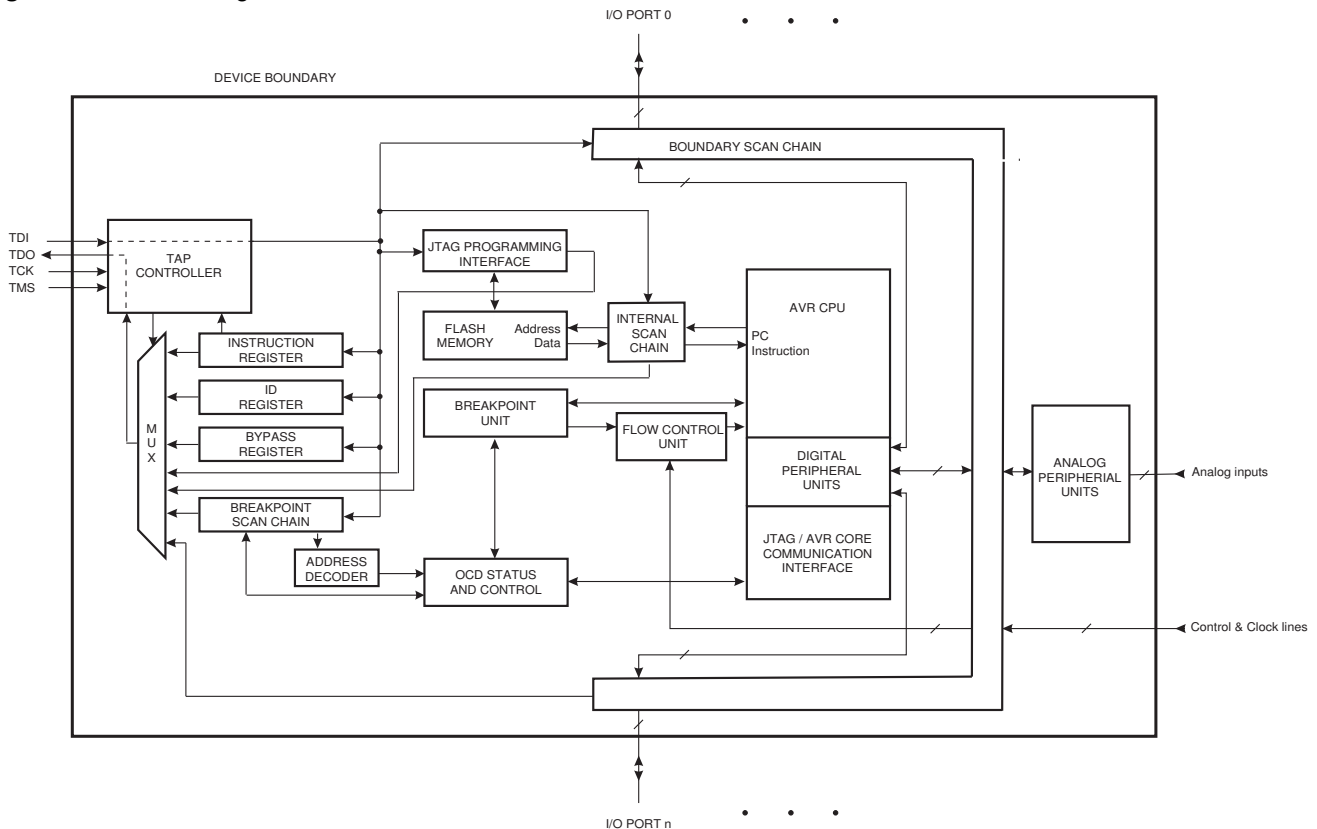 I/O PORT 0
DEVICE BOUNDARY
BOUNDARY SCAN CHAIN
TDI
TDO
TCK
TMS
TAP
CONTROLLER
JTAG PROGRAMMING
INTERFACE
AVR CPU
FLASH
MEMORY
Address
Data
INTERNAL
SCAN
CHAIN
PC
Instruction
INSTRUCTION
REGISTER
ID
REGISTER
BREAKPOINT
UNIT
FLOW CONTROL
UNIT
BYPASS
REGISTER
M
U
X
DIGITAL
PERIPHERAL
UNITS
ANALOG
PERIPHERIAL
UNITS
Analog inputs
BREAKPOINT
SCAN CHAIN
ADDRESS
DECODER
OCD STATUS
AND CONTROL
JTAG / AVR CORE
COMMUNICATION
INTERFACE
Control & Clock lines
I/O PORT n